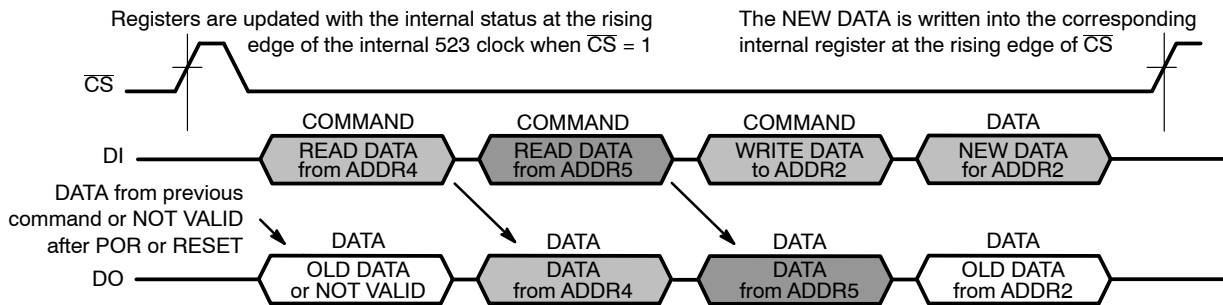 Registers are updated with the internal status at the rising
edge of the internal 523 clock when C̅S̅ = 1
The NEW DATA is written into the corresponding
internal register at the rising edge of C̅S̅
C̅S̅
COMMAND
COMMAND
COMMAND
DATA
DI
READ DATA
from ADDR4
READ DATA
from ADDR5
WRITE DATA
to ADDR2
NEW DATA
for ADDR2
DATA from previous
command or NOT VALID
after POR or RESET
DATA
DATA
DATA
DATA
DO
OLD DATA
or NOT VALID
DATA
from ADDR4
DATA
from ADDR5
OLD DATA
from ADDR2